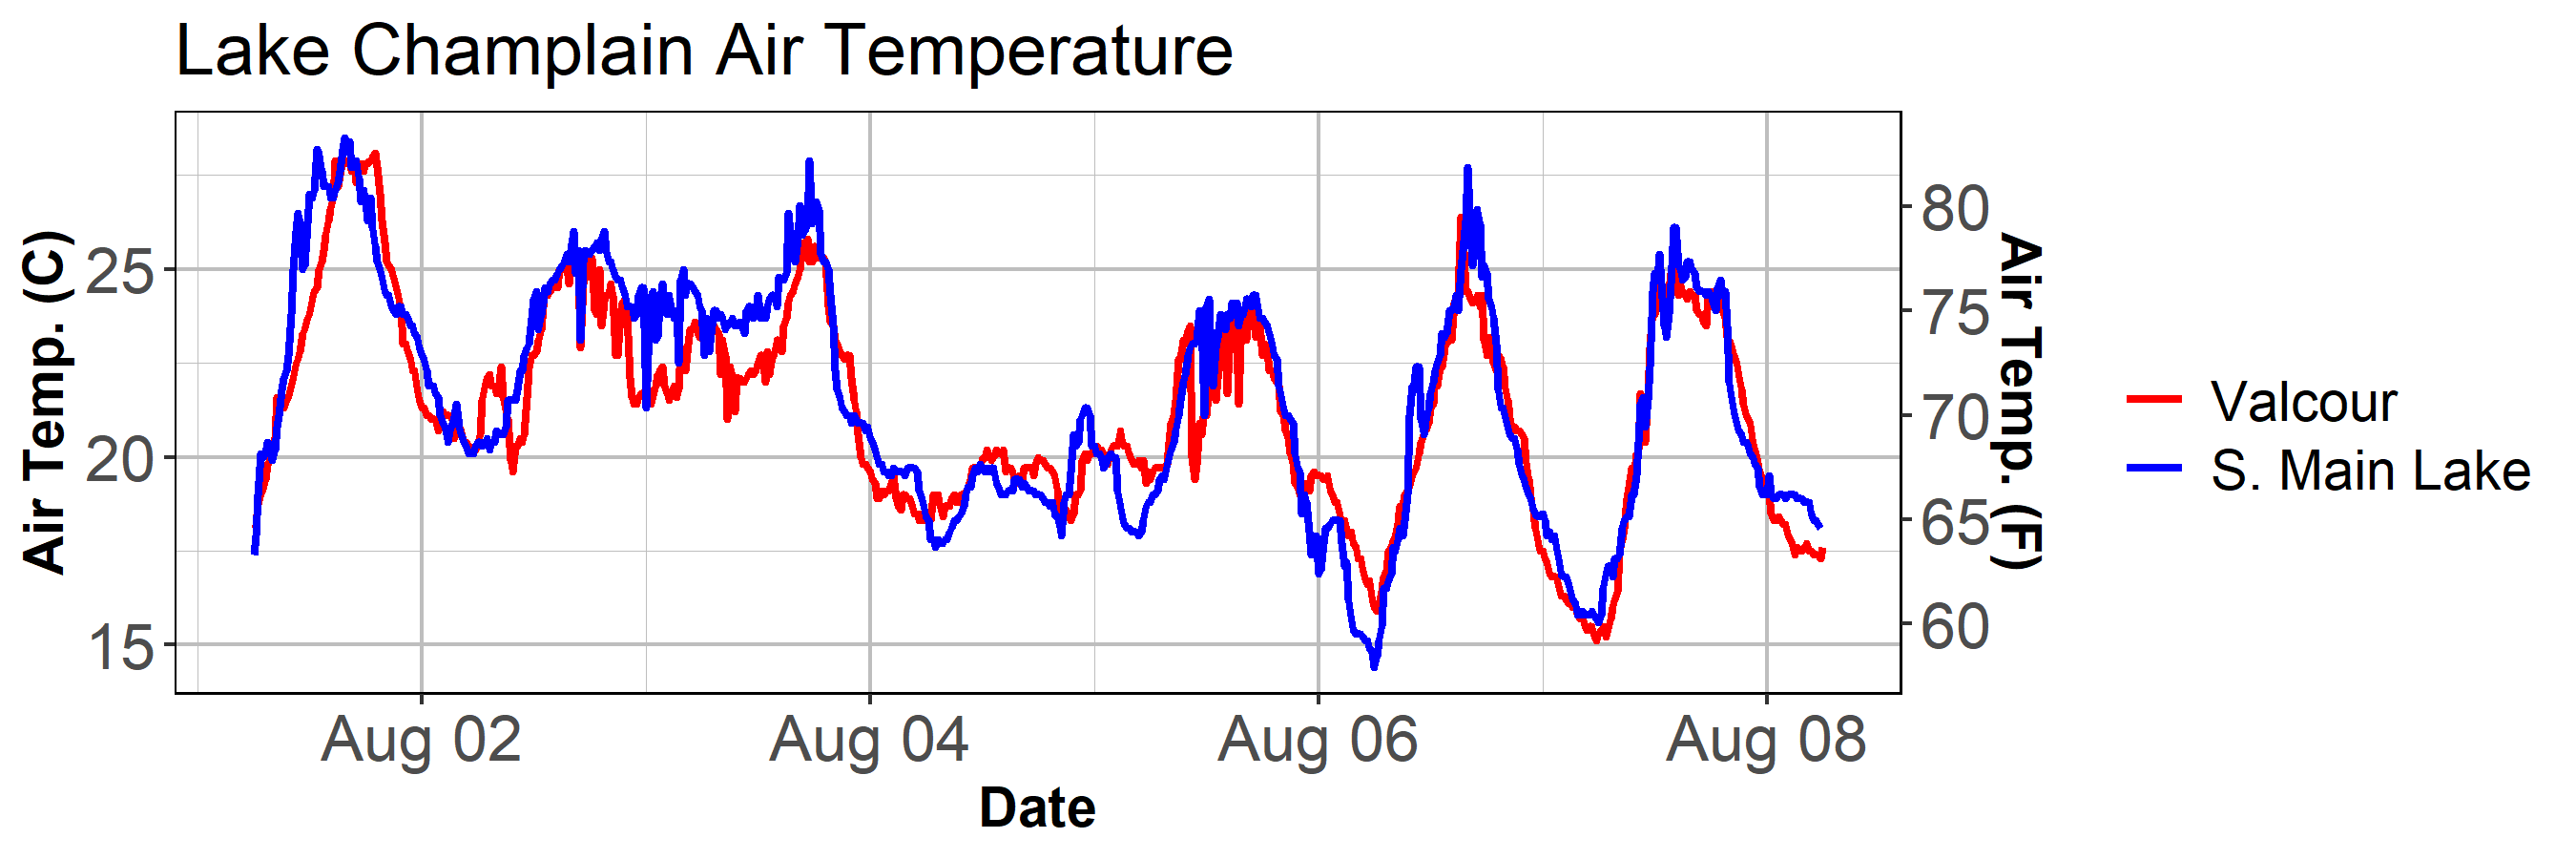 Lake Champlain Air Temperature
Air Temp. (C)
25
20
15
80
75
70
65
60
Air Temp. (F)
Aug 02
Aug 04
Aug 06
Aug 08
Date
Valcour
S. Main Lake